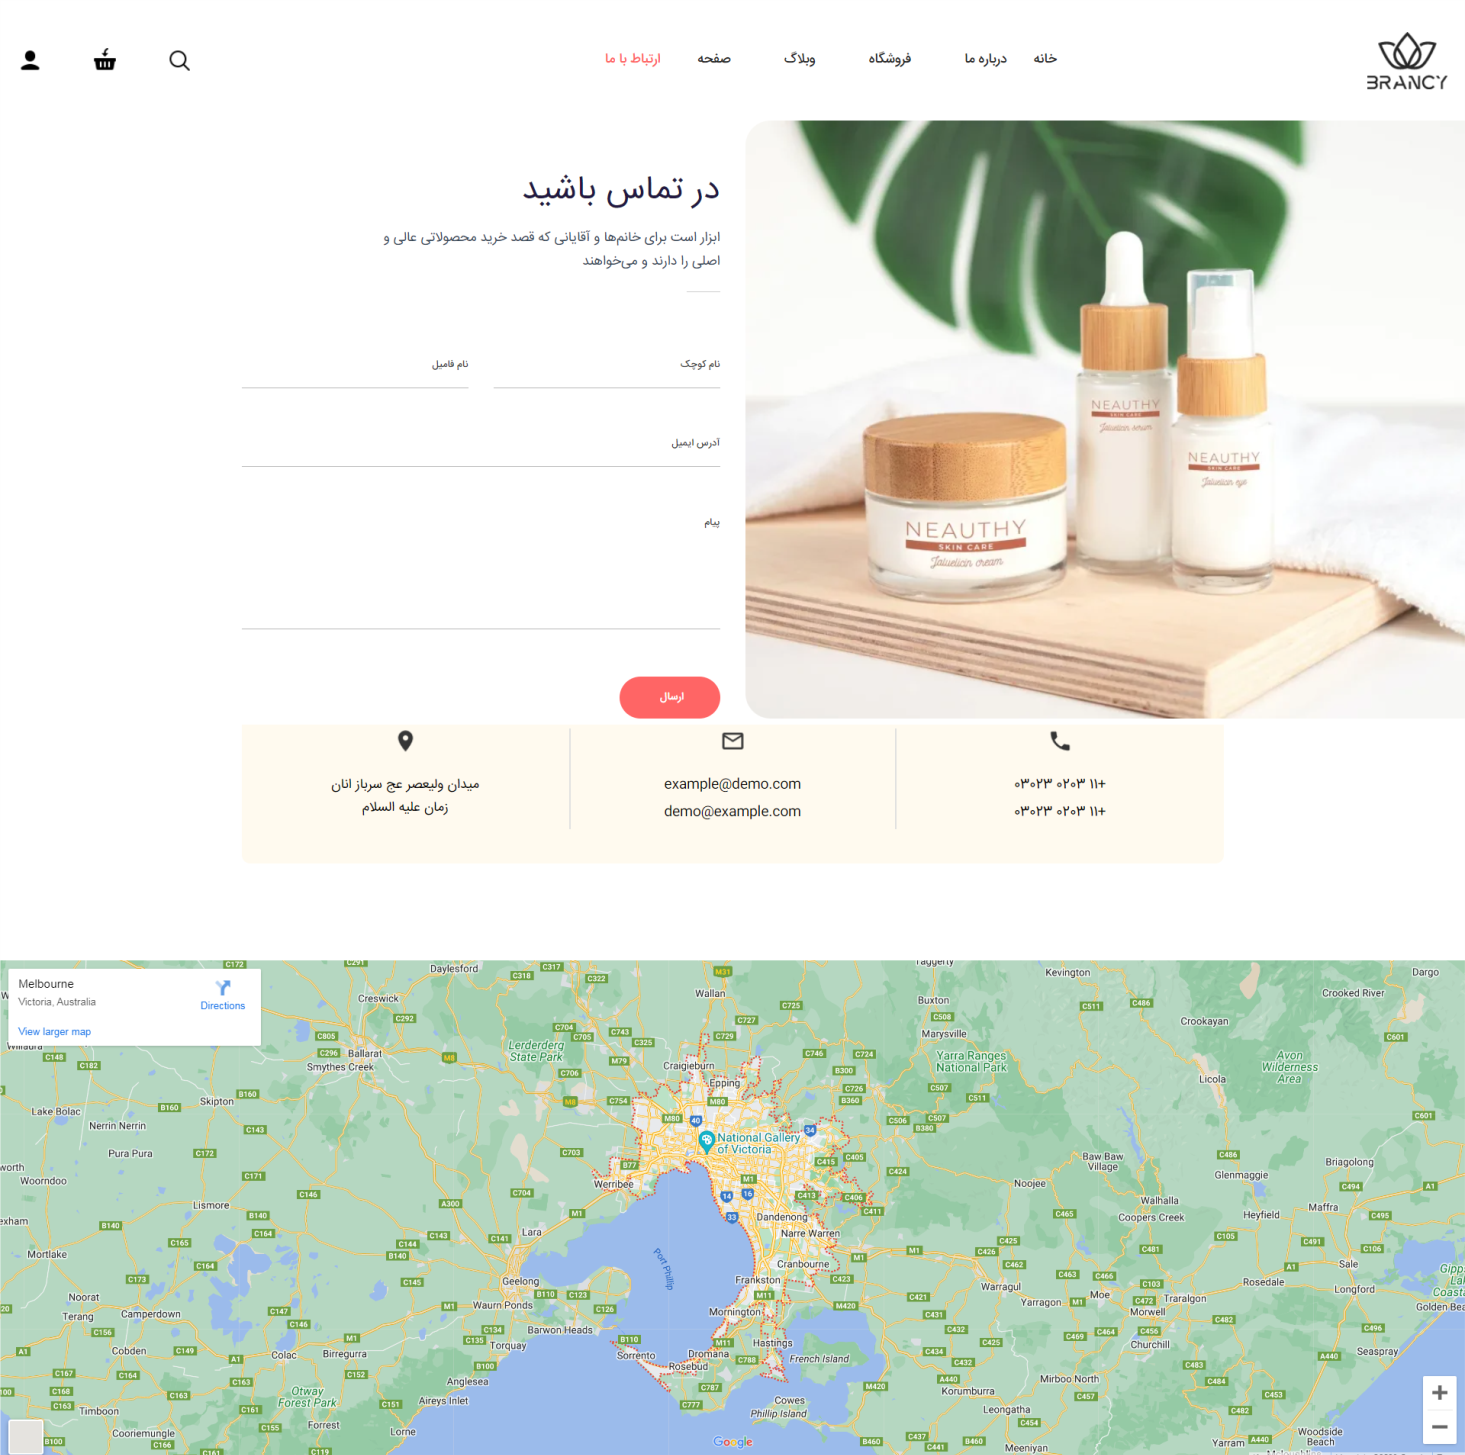 BRANCY
خانه
درباره ما
فروشگاه
وبلاگ
صفحه
ارتباط با ما
در تماس باشید
ابزار است برای خانم‌ها و آقایانی که قصد خرید محصولاتی عالی و
اصلی را دارند و می‌خواهند
نام کوچک
نام فامیل
آدرس ایمیل
پیام
ارسال
NEAUTHY
SKIN CARE
Jaluelicin serum
NEAUTHY
SKIN CARE
Jaluelicin eye
NEAUTHY
SKIN CARE
Jaluelicin cream
+۱۱ ۰۲۰۳ ۰۳۰۲۳
+۱۱ ۰۲۰۳ ۰۳۰۲۳
example@demo.com
demo@example.com
میدان ولیعصر عج سرباز انان
زمان علیه السلام
Melbourne
Victoria, Australia
Directions
View larger map
Daylesford
Creswick
Wallan
Buxton
Marysville
Kevington
Dargo
Crooked River
Crookayan
Lerderderg
State Park
Ballarat
Smythes Creek
Craigieburn
Epping
Yarra Ranges
National Park
Avon
Wilderness
Area
Licola
Lake Bolac
Skipton
Nerrin Nerrin
Pura Pura
National Gallery
of Victoria
Baw Baw
Village
Briagolong
Glenmaggie
Woorndoo
Werribee
Noojee
Lismore
Walhalla
Coopers Creek
Heyfield
Maffra
Dandenong
Narre Warren
Lara
Mortlake
Port Phillip
Cranbourne
Sale
Geelong
Frankston
Warragul
Moe
Rosedale
Longford
Noorat
Terang
Camperdown
Waurn Ponds
Mornington
Yarragon
Traralgon
Morwell
Barwon Heads
Hastings
Churchill
Cobden
Colac
Birregurra
Torquay
Sorrento
Dromana
Rosebud
French Island
Seaspray
Anglesea
Mirboo North
Otway
Forest Park
Aireys Inlet
Cowes
Phillip Island
Korumburra
Leongatha
Timboon
Forrest
Lorne
Cooriemungle
Google
Meeniyan
Yarram
Woodside
Beach